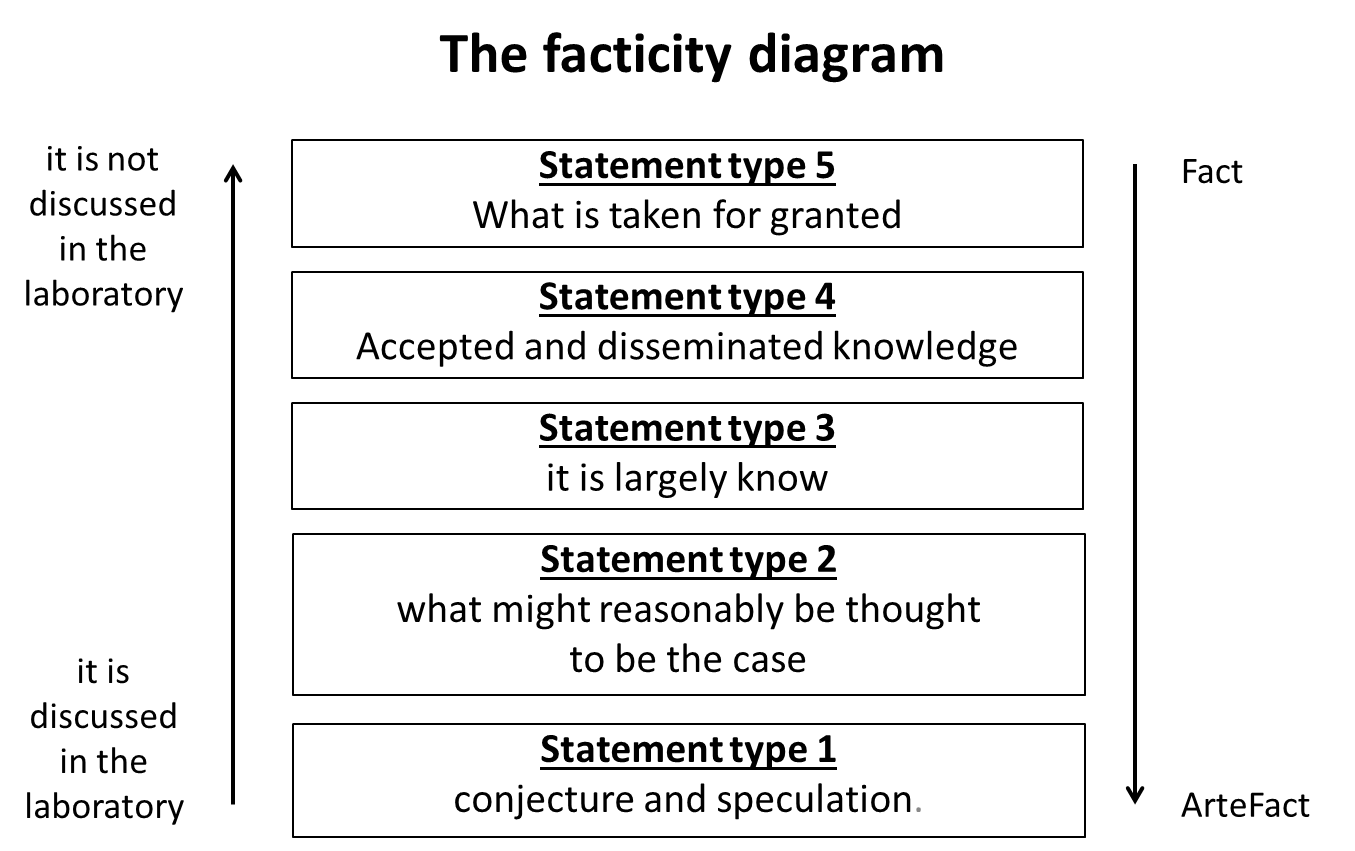 The facticity diagram
it is not
discussed
in the
laboratory
Statement type 5
What is taken for granted
Fact
Statement type 4
Accepted and disseminated knowledge
Statement type 3
it is largely know
Statement type 2
what might reasonably be thought
to be the case
it is
discussed
in the
laboratory
Statement type 1
conjecture and speculation.
ArteFact